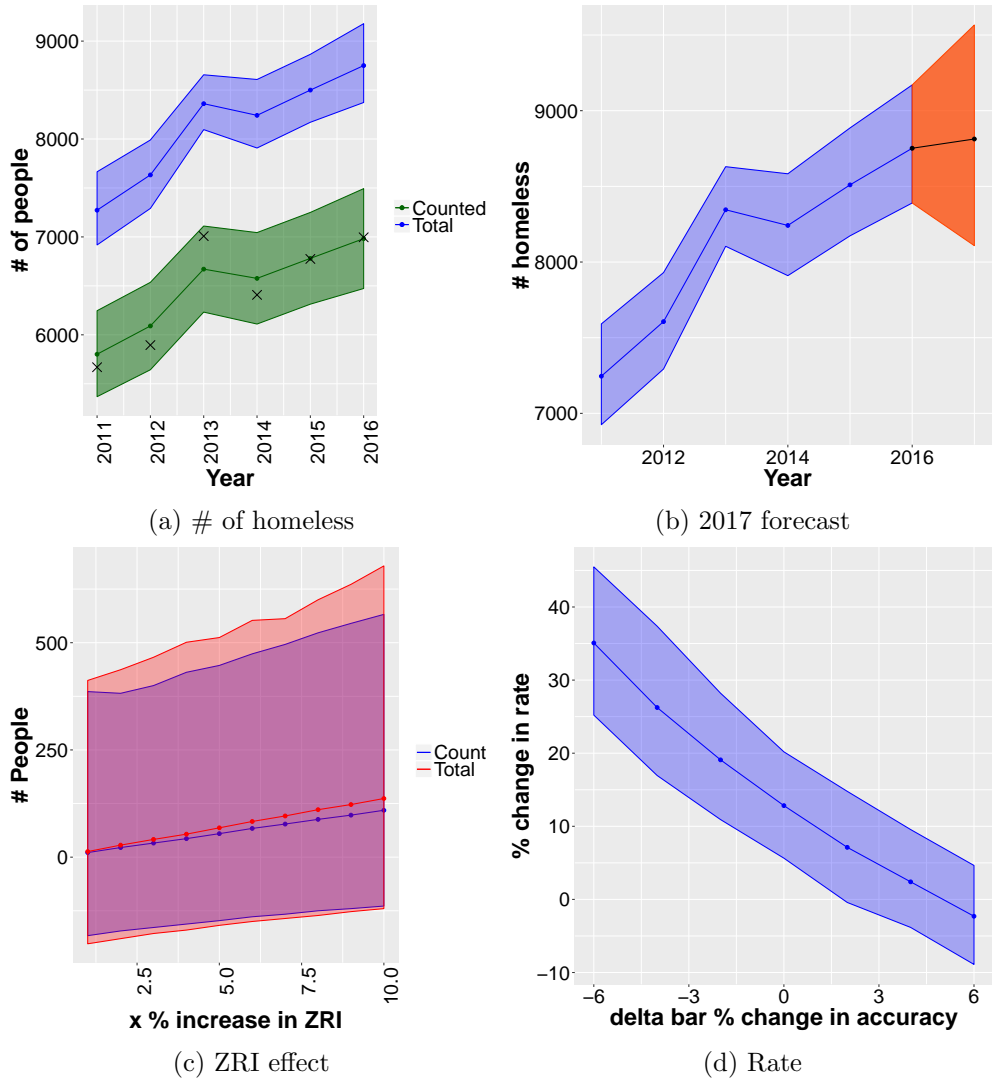 # of people
9000
8000
7000
6000
2011
2012
2013
2014
2015
2016
Year
Counted
Total
(a) # of homeless
# homeless
9000
8000
7000
2012
2014
2016
Year
(b) 2017 forecast
# People
500
250
0
2.5
5.0
7.5
10.0
x % increase in ZRI
Count
Total
(c) ZRI effect
% change in rate
40
30
20
10
0
−10
−6
−3
0
3
6
delta bar % change in accuracy
(d) Rate